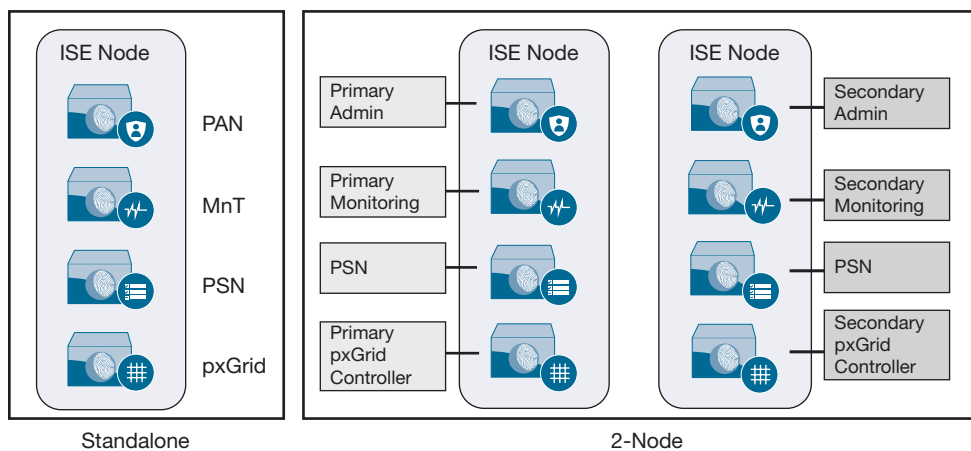 ISE Node
PAN
MnT
PSN
pxGrid
Standalone
ISE Node
ISE Node
Primary
Admin
Primary
Monitoring
PSN
Primary
pxGrid
Controller
Secondary
Admin
Secondary
Monitoring
PSN
Secondary
pxGrid
Controller
2-Node